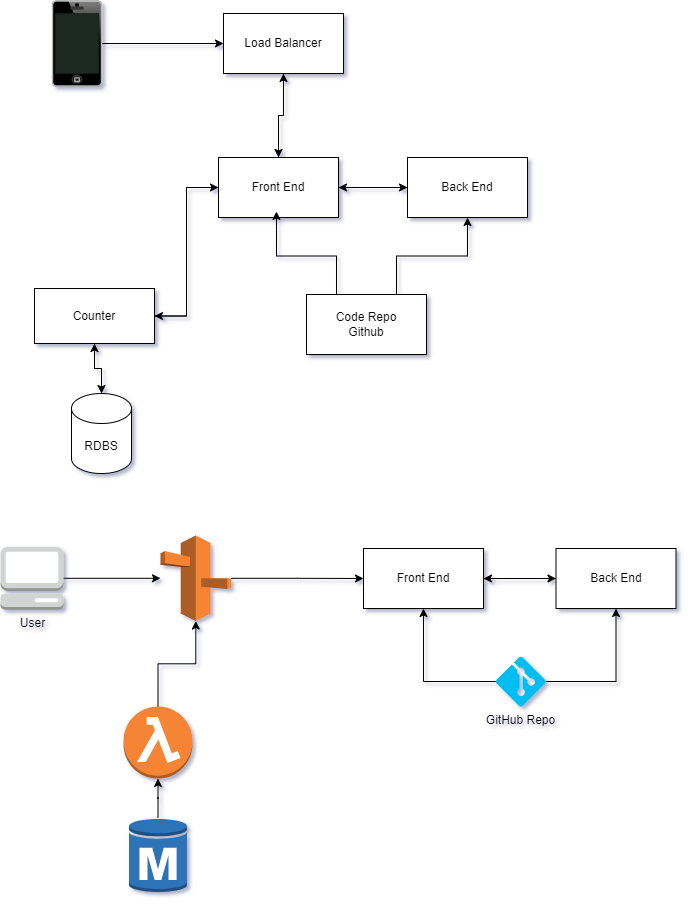 Load Balancer
Front End
Back End
Counter
Code Repo
Github
RDBS
Front End
Back End
User
GitHub Repo
λ
M